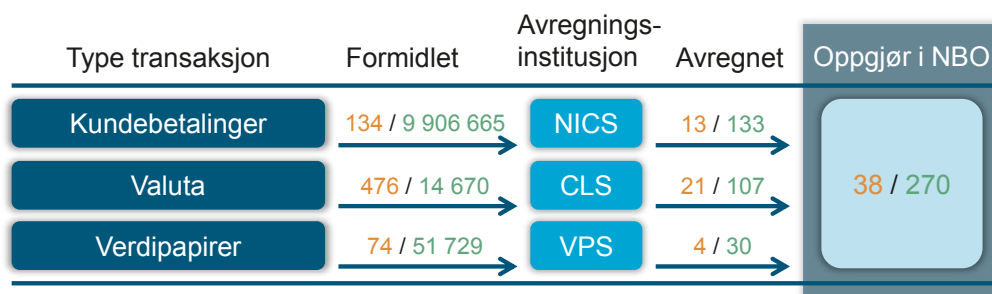 Type transaksjon Formidlet Avregnings-
institusjon Avregnet Oppgjør i NBO
Kundebetalinger 134 / 9 906 665 NICS 13 / 133
Valuta 476 / 14 670 CLS 21 / 107 38 / 270
Verdipapirer 74 / 51 729 VPS 4 / 30